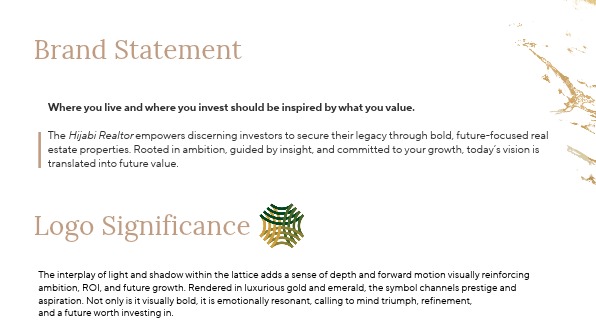 Brand Statement
Where you live and where you invest should be inspired by what you value.
The Hijabi Realtor empowers discerning investors to secure their legacy through bold, future-focused real
estate properties. Rooted in ambition, guided by insight, and committed to your growth, today's vision is
translated into future value.
Logo Significance
The interplay of light and shadow within the lattice adds a sense of depth and forward motion visually reinforcing
ambition, ROI, and future growth. Rendered in luxurious gold and emerald, the symbol channels prestige and
aspiration. Not only is it visually bold, it is emotionally resonant, calling to mind triumph, refinement,
and a future worth investing in.